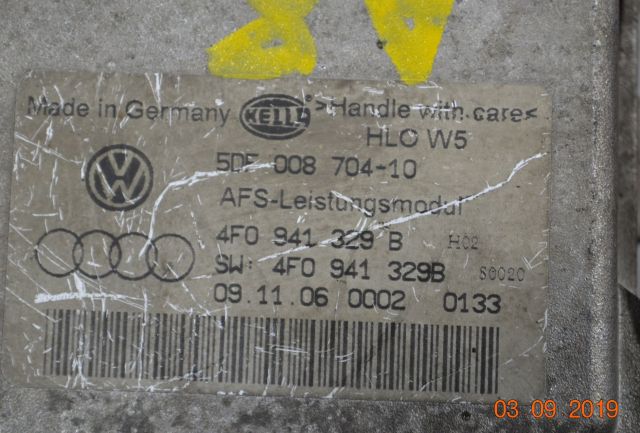 Made in Germany HELLA >Handle with care<
HLO W5
5DF 008 704-10
AFS-Leistungsmodul
4F0 941 329 B H02
SW: 4F0 941 329B S0020
09.11.06 0002 0133
03 09 2019